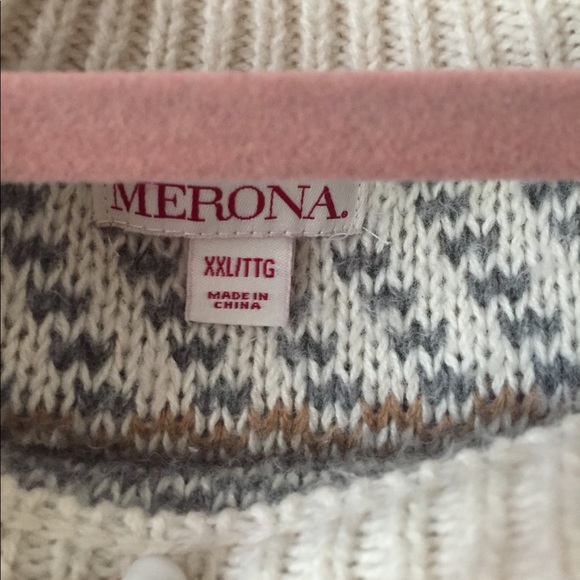 MERONA.
XXL/TTG
MADE IN
CHINA